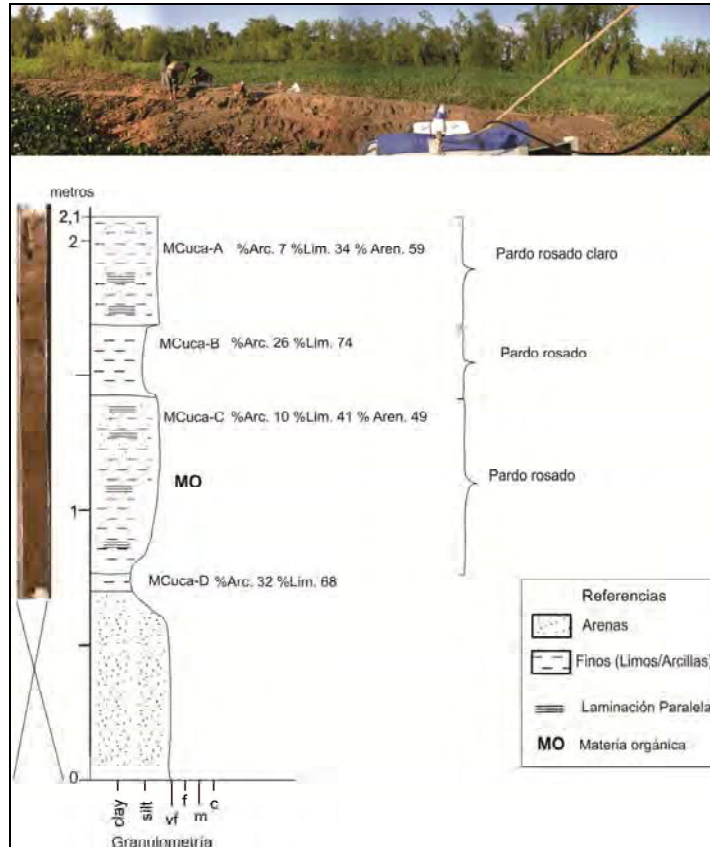 metros
2,1
2
MCuca-A %Arc. 7 %Lim. 34 % Aren. 59
Pardo rosado claro
MCuca-B %Arc. 26 %Lim. 74
Pardo rosado
MCuca-C %Arc. 10 %Lim. 41 % Aren. 49
MO
Pardo rosado
1
MCuca-D %Arc. 32 %Lim. 68
Referencias
Arenas
Finos (Limos/Arcillas)
Laminación Paralela
MO Materia orgánica
0
clay silt vf f m c
Granulometría